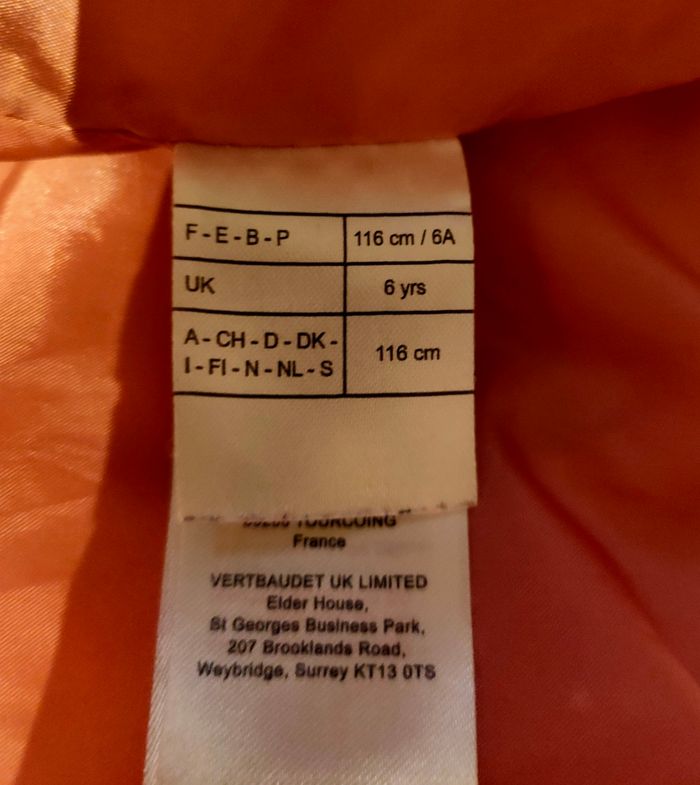 F - E - B - P 116 cm / 6A
UK 6 yrs
A - CH - D - DK -
I - FI - N - NL - S 116 cm
TOURCOING
France
VERTBAUDET UK LIMITED
Elder House,
St Georges Business Park,
207 Brooklands Road,
Weybridge, Surrey KT13 0TS